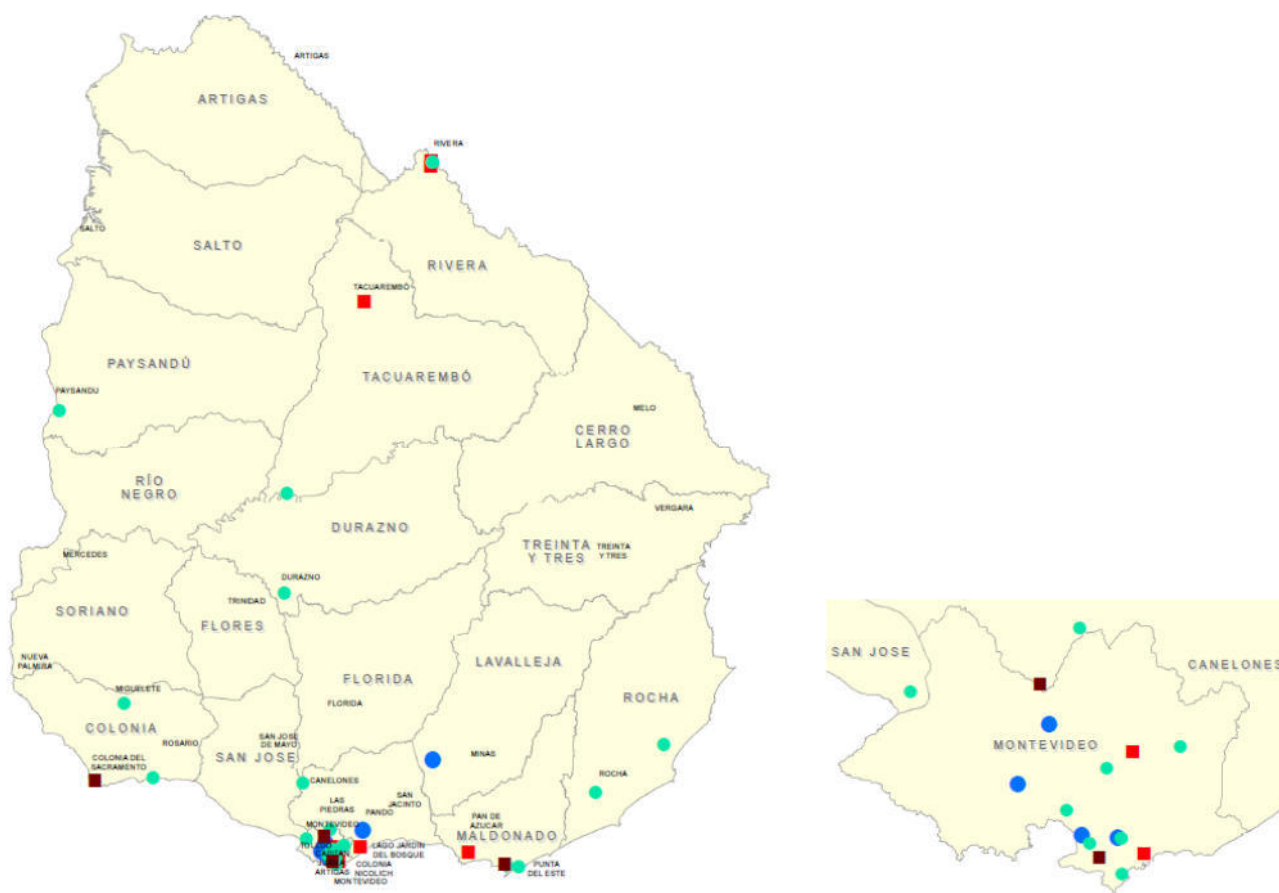 ARTIGAS
ARTIGAS
RIVERA
SALTO
SALTO
RIVERA
TACUAREMBÓ
PAYSANDÚ
TACUAREMBÓ
PAYSANDU
MELO
CERRO
LARGO
RÍO
NEGRO
VERGARA
DURAZNO
TREINTA
Y TRES
TREINTA
Y TRES
MERCEDES
DURAZNO
TRINIDAD
SORIANO
FLORES
NUEVA
PALMIRA
LAVALLEJA
FLORIDA
MIGUELETE
ROCHA
FLORIDA
COLONIA
ROSARIO
SAN JOSE
DE MAYO
SAN JOSE
COLONIA DEL
SACRAMENTO
MINAS
ROCHA
CANELONES
LAS
PIEDRAS
SAN
JACINTO
PANDO
PAN DE
AZUCAR
MONTEVIDEO
MALDONADO
LAGO JARDIN
DEL BOSQUE
COLONIA
NICOLICH
ARTIGAS
MONTEVIDEO
PUNTA
DEL ESTE
SAN JOSE
CANELONES
MONTEVIDEO